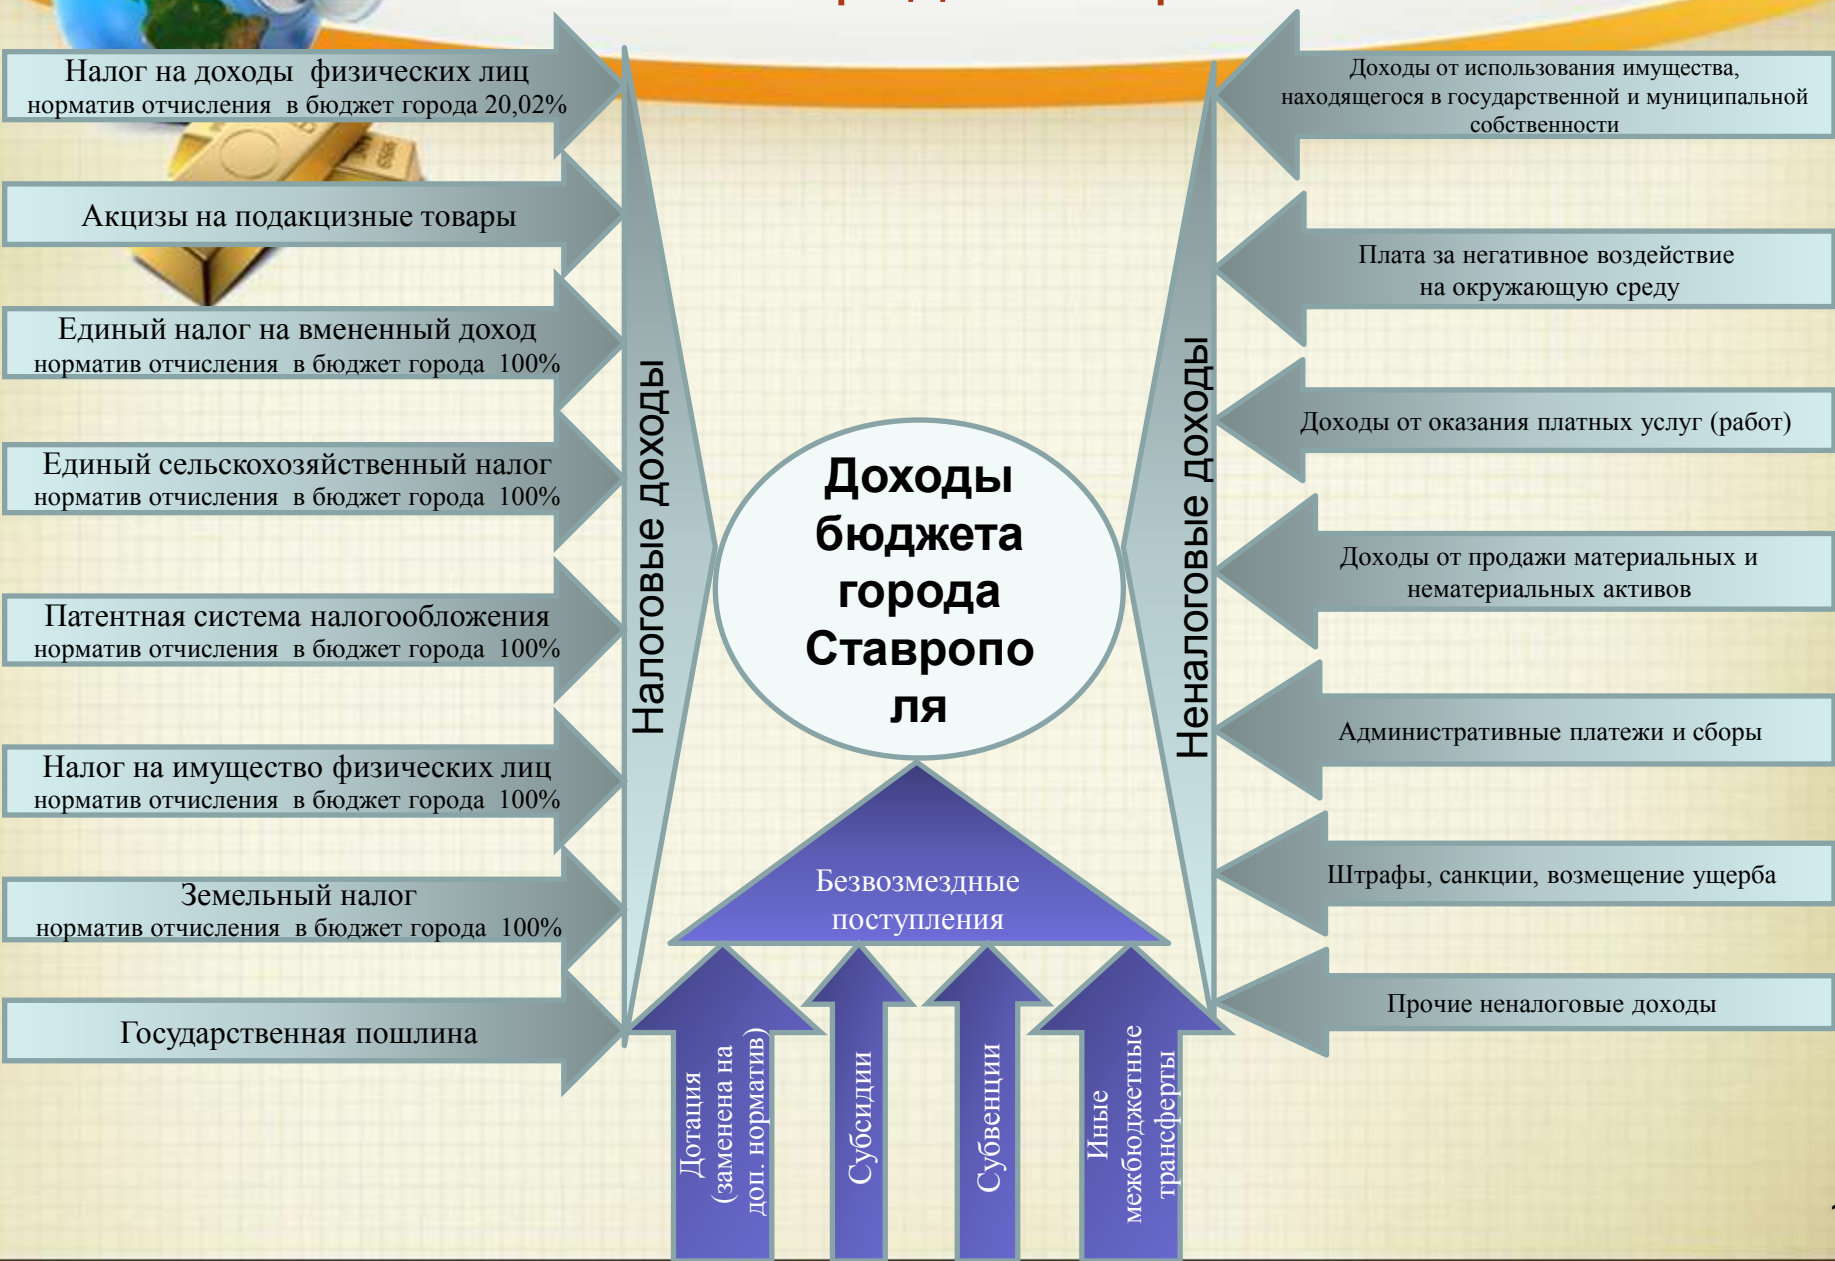 Налог на доходы физических лиц
норматив отчисления в бюджет города 20,02%
Акцизы на подакцизные товары
Единый налог на вмененный доход
норматив отчисления в бюджет города 100%
Единый сельскохозяйственный налог
норматив отчисления в бюджет города 100%
Патентная система налогообложения
норматив отчисления в бюджет города 100%
Налог на имущество физических лиц
норматив отчисления в бюджет города 100%
Земельный налог
норматив отчисления в бюджет города 100%
Государственная пошлина
Налоговые доходы
Доходы
бюджета
города
Ставропо
ля
Безвозмездные
поступления
Дотация
(заменена на
доп. норматив)
Субсидии
Субвенции
Иные
межбюджетные
трансферты
Неналоговые доходы
Доходы от использования имущества,
находящегося в государственной и муниципальной
собственности
Плата за негативное воздействие
на окружающую среду
Доходы от оказания платных услуг (работ)
Доходы от продажи материальных и
нематериальных активов
Административные платежи и сборы
Штрафы, санкции, возмещение ущерба
Прочие неналоговые доходы